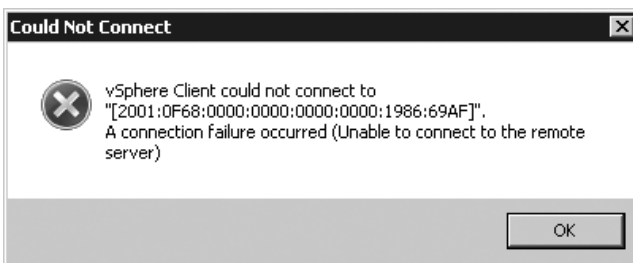 Could Not Connect
vSphere Client could not connect to
"[2001:0F68:0000:0000:0000:0000:1986:69AF]".
A connection failure occurred (Unable to connect to the remote
server)
OK